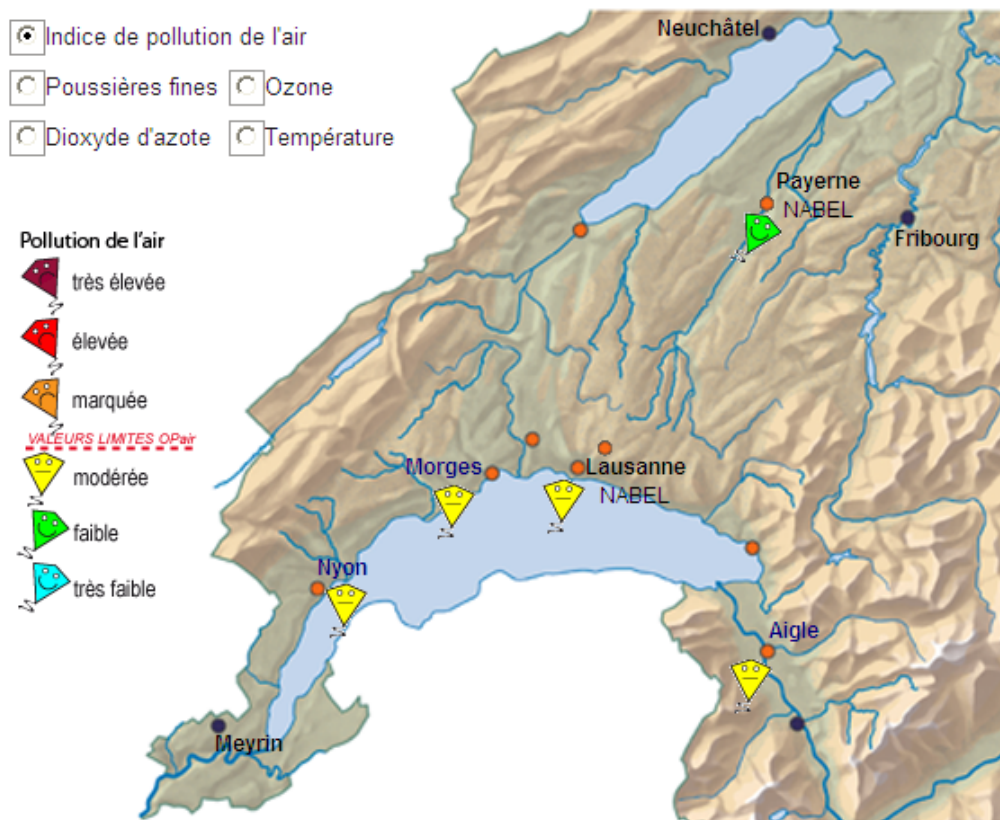 Indice de pollution de l'air
Poussières fines
Ozone
Dioxyde d'azote
Température
Pollution de l'air
très élevée
élevée
marquée
VALEURS LIMITES OPair
modérée
faible
très faible
Neuchâtel
Payerne
NABEL
Fribourg
Morges
Lausanne
NABEL
Nyon
Aigle
Meyrin